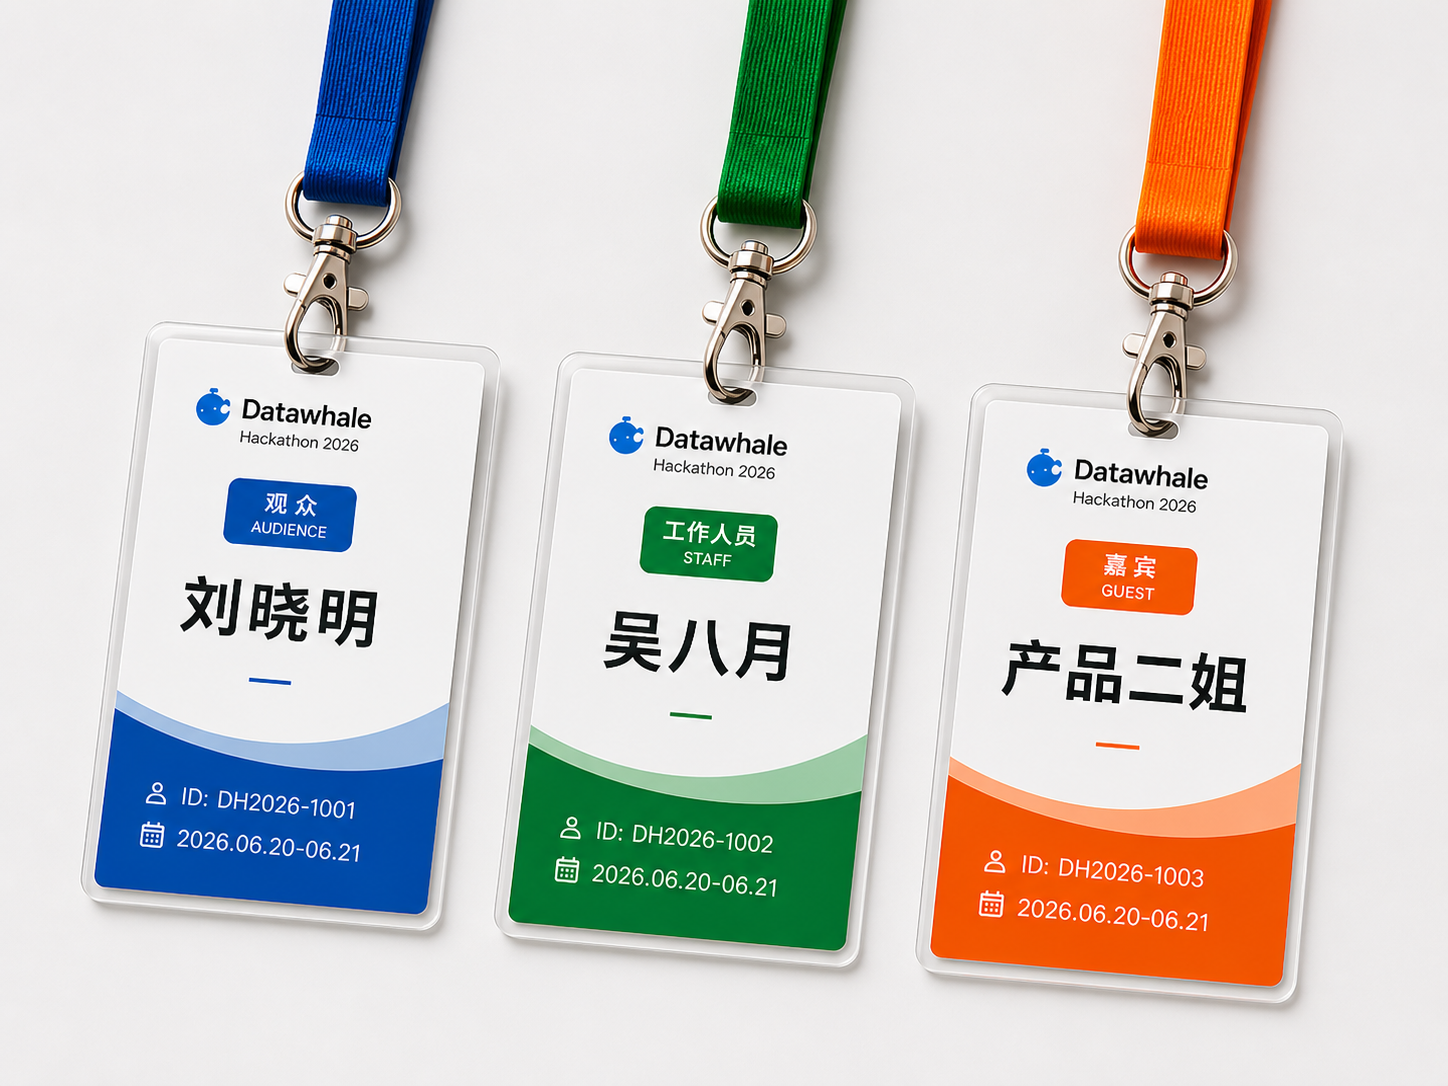 Datawhale
Hackathon 2026
观众
AUDIENCE
刘晓明
ID: DH2026-1001
2026.06.20-06.21
Datawhale
Hackathon 2026
工作人员
STAFF
吴八月
ID: DH2026-1002
2026.06.20-06.21
Datawhale
Hackathon 2026
嘉宾
GUEST
产品二姐
ID: DH2026-1003
2026.06.20-06.21